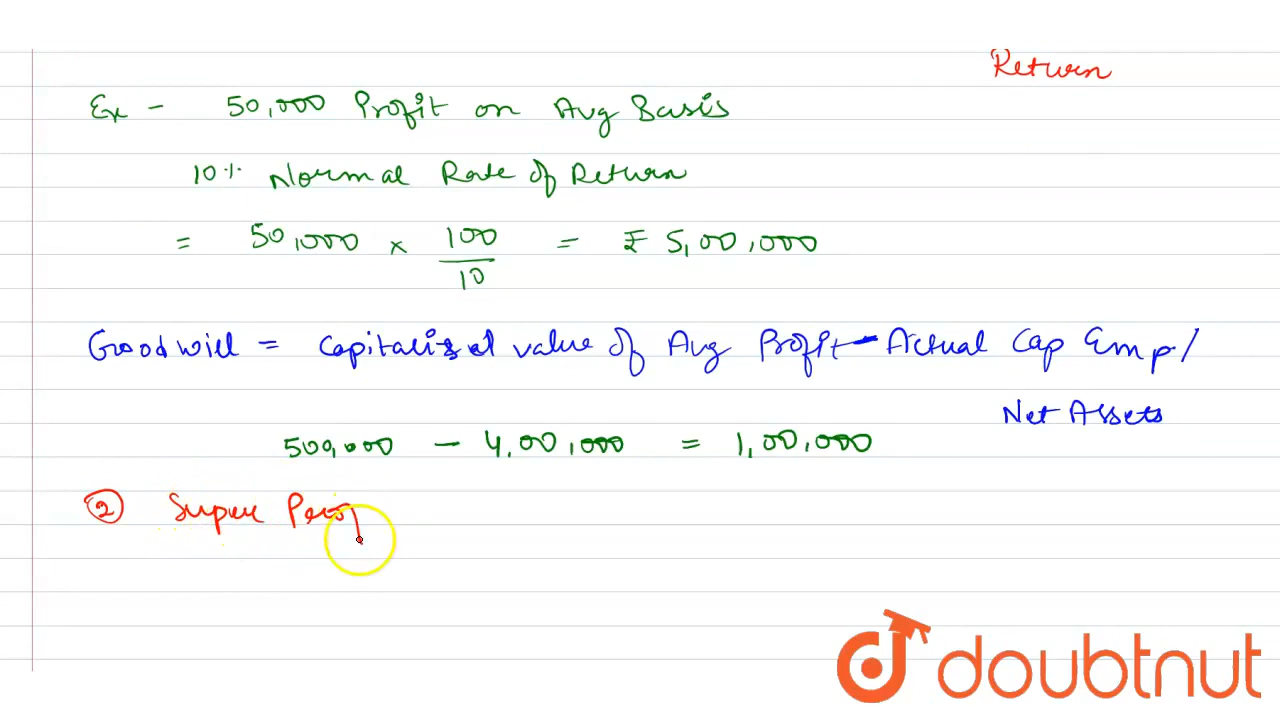 Return
Ex - 50,000 Profit on Avg Basis
10% Normal Rate of Return
= 50,000 × 100/10 = ₹ 5,00,000
Goodwill = Capitalised value of Avg Profit - Actual Cap Emp/
Net Assets
500,000 - 4,00,000 = 1,00,000
② Super
doubtnut